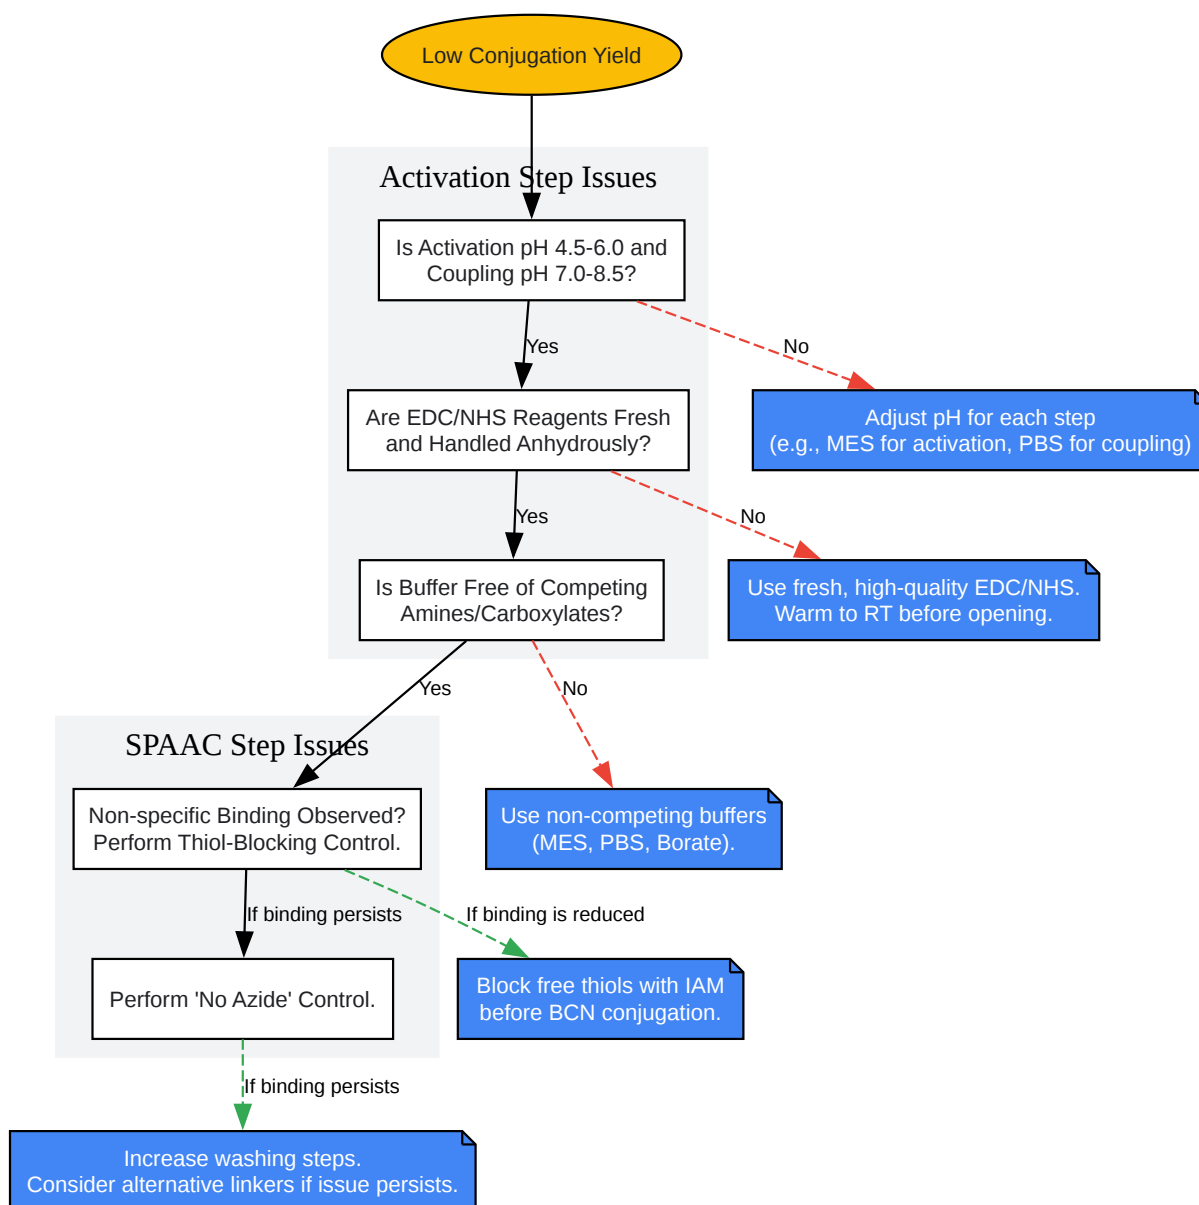 Low Conjugation Yield
Activation Step Issues
Is Activation pH 4.5-6.0 and
Coupling pH 7.0-8.5?
Yes
No
Are EDC/NHS Reagents Fresh
and Handled Anhydrously?
Adjust pH for each step
(e.g., MES for activation, PBS for coupling)
Yes
No
Is Buffer Free of Competing
Amines/Carboxylates?
Use fresh, high-quality EDC/NHS.
Warm to RT before opening.
Yes
No
SPAAC Step Issues
Non-specific Binding Observed?
Perform Thiol-Blocking Control.
Use non-competing buffers
(MES, PBS, Borate).
If binding persists
If binding is reduced
Perform 'No Azide' Control.
Block free thiols with IAM
before BCN conjugation.
If binding persists
Increase washing steps.
Consider alternative linkers if issue persists.